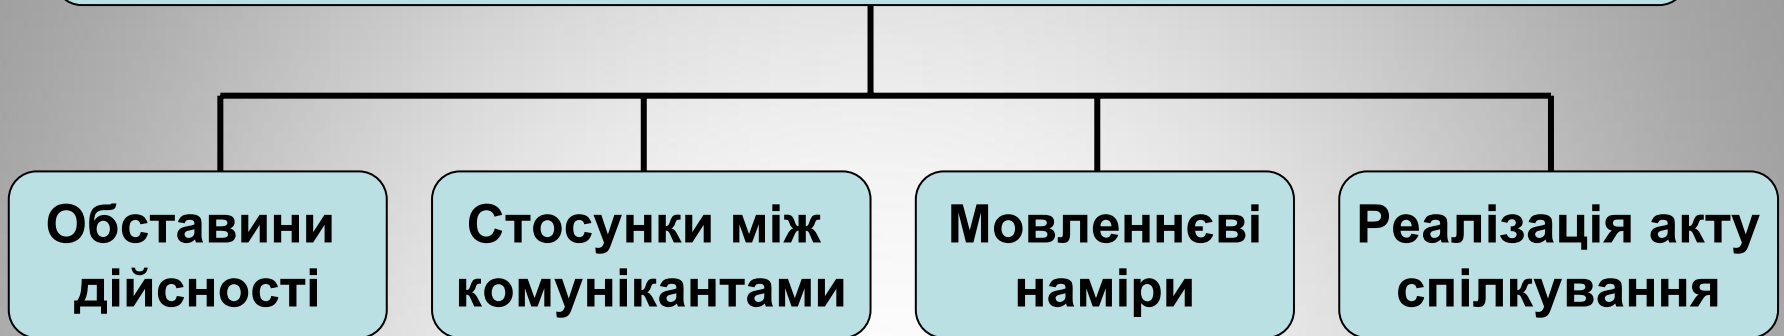 Обставини
дійсності
Стосунки між
комунікантами
Мовленнєві
наміри
Реалізація акту
спілкування